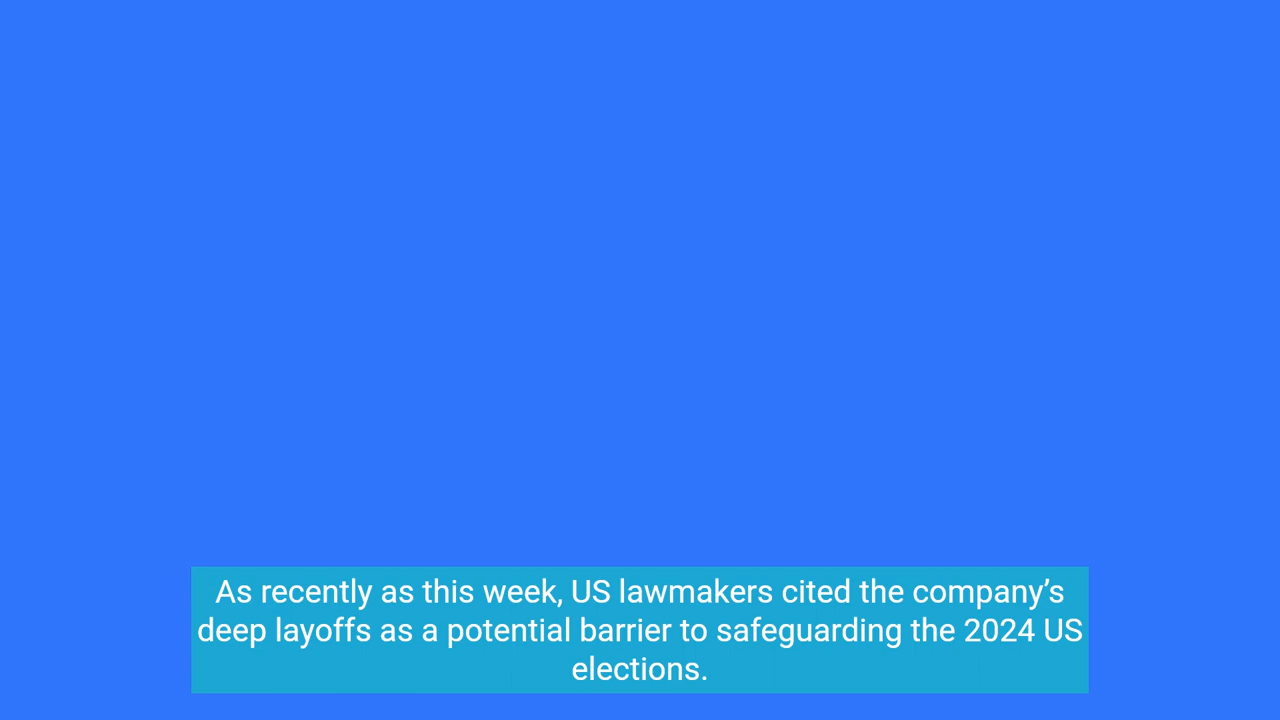 As recently as this week, US lawmakers cited the company’s
deep layoffs as a potential barrier to safeguarding the 2024 US
elections.